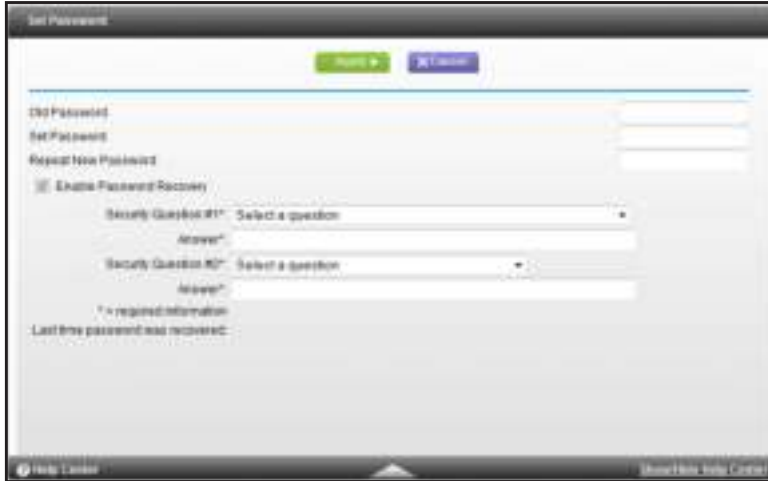 Set Password
Apply
Cancel
Old Password
Set Password
Repeat New Password
Enable Password Recovery
Security Question #1* Select a question
Answer*
Security Question #2* Select a question
Answer*
* = required information
Last time password was recovered:
Help Center
Show/Hide Help Center